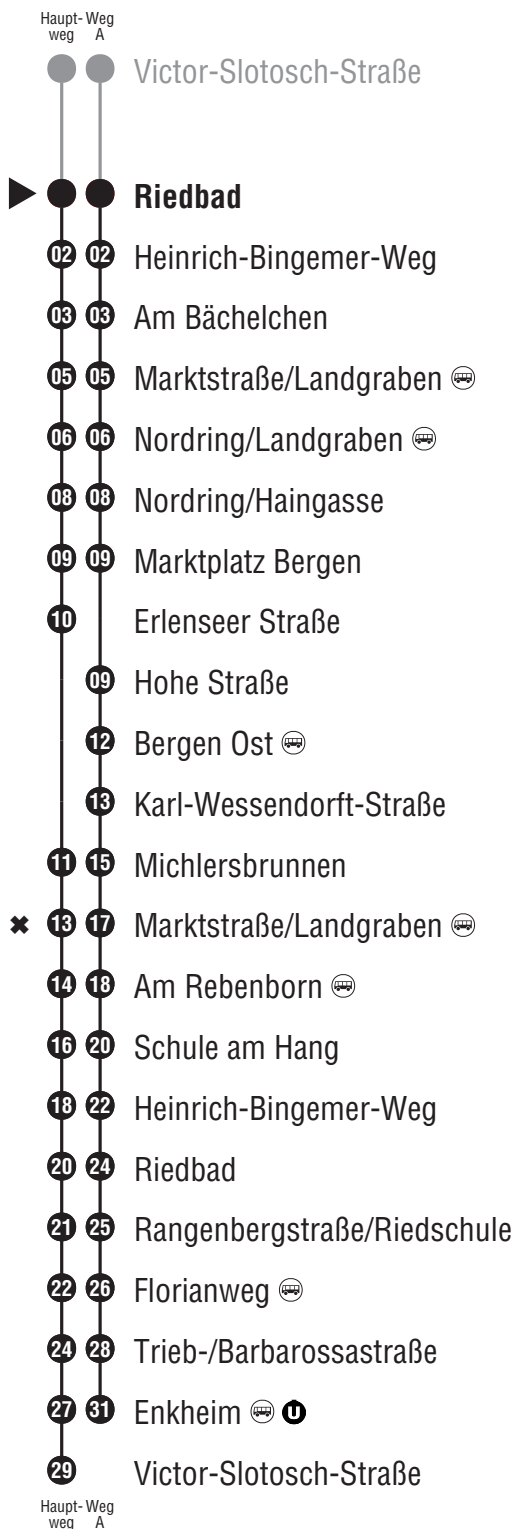 Haupt- Weg
weg A
Victor-Slotosch-Straße
Riedbad
02 02 Heinrich-Bingemer-Weg
03 03 Am Bächelchen
05 05 Marktstraße/Landgraben
06 06 Nordring/Landgraben
08 08 Nordring/Haingasse
09 09 Marktplatz Bergen
10 Erlenseer Straße
09 Hohe Straße
12 Bergen Ost
13 Karl-Wessendorft-Straße
11 15 Michlersbrunnen
✖ 13 17 Marktstraße/Landgraben
14 18 Am Rebenborn
16 20 Schule am Hang
18 22 Heinrich-Bingemer-Weg
20 24 Riedbad
21 25 Rangenbergstraße/Riedschule
22 26 Florianweg
24 28 Trieb-/Barbarossastraße
27 31 Enkheim U
29 Victor-Slotosch-Straße
Haupt- Weg
weg A